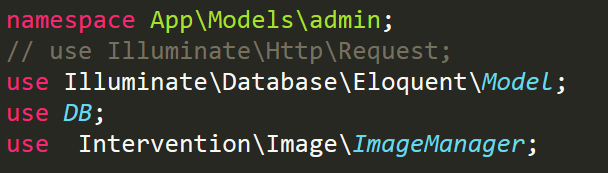 namespace App\Models\admin;
// use Illuminate\Http\Request;
use Illuminate\Database\Eloquent\Model;
use DB;
use  Intervention\Image\ImageManager;